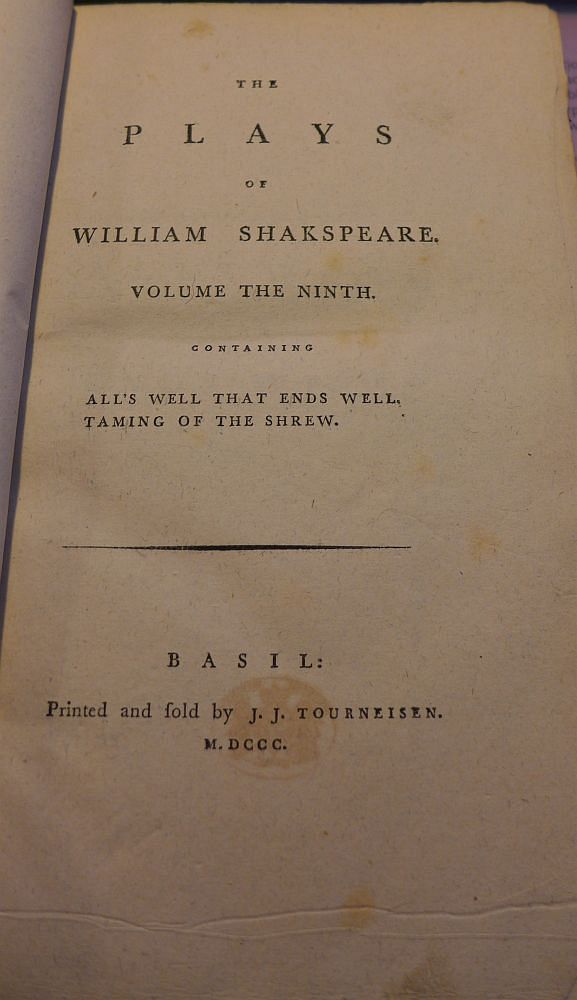 THE
PLAYS
OF
WILLIAM SHAKSPEARE.
VOLUME THE NINTH.
CONTAINING
ALL'S WELL THAT ENDS WELL.
TAMING OF THE SHREW.
BASIL:
Printed and ſold by J. J. TOURNEISEN.
M. DCCC.